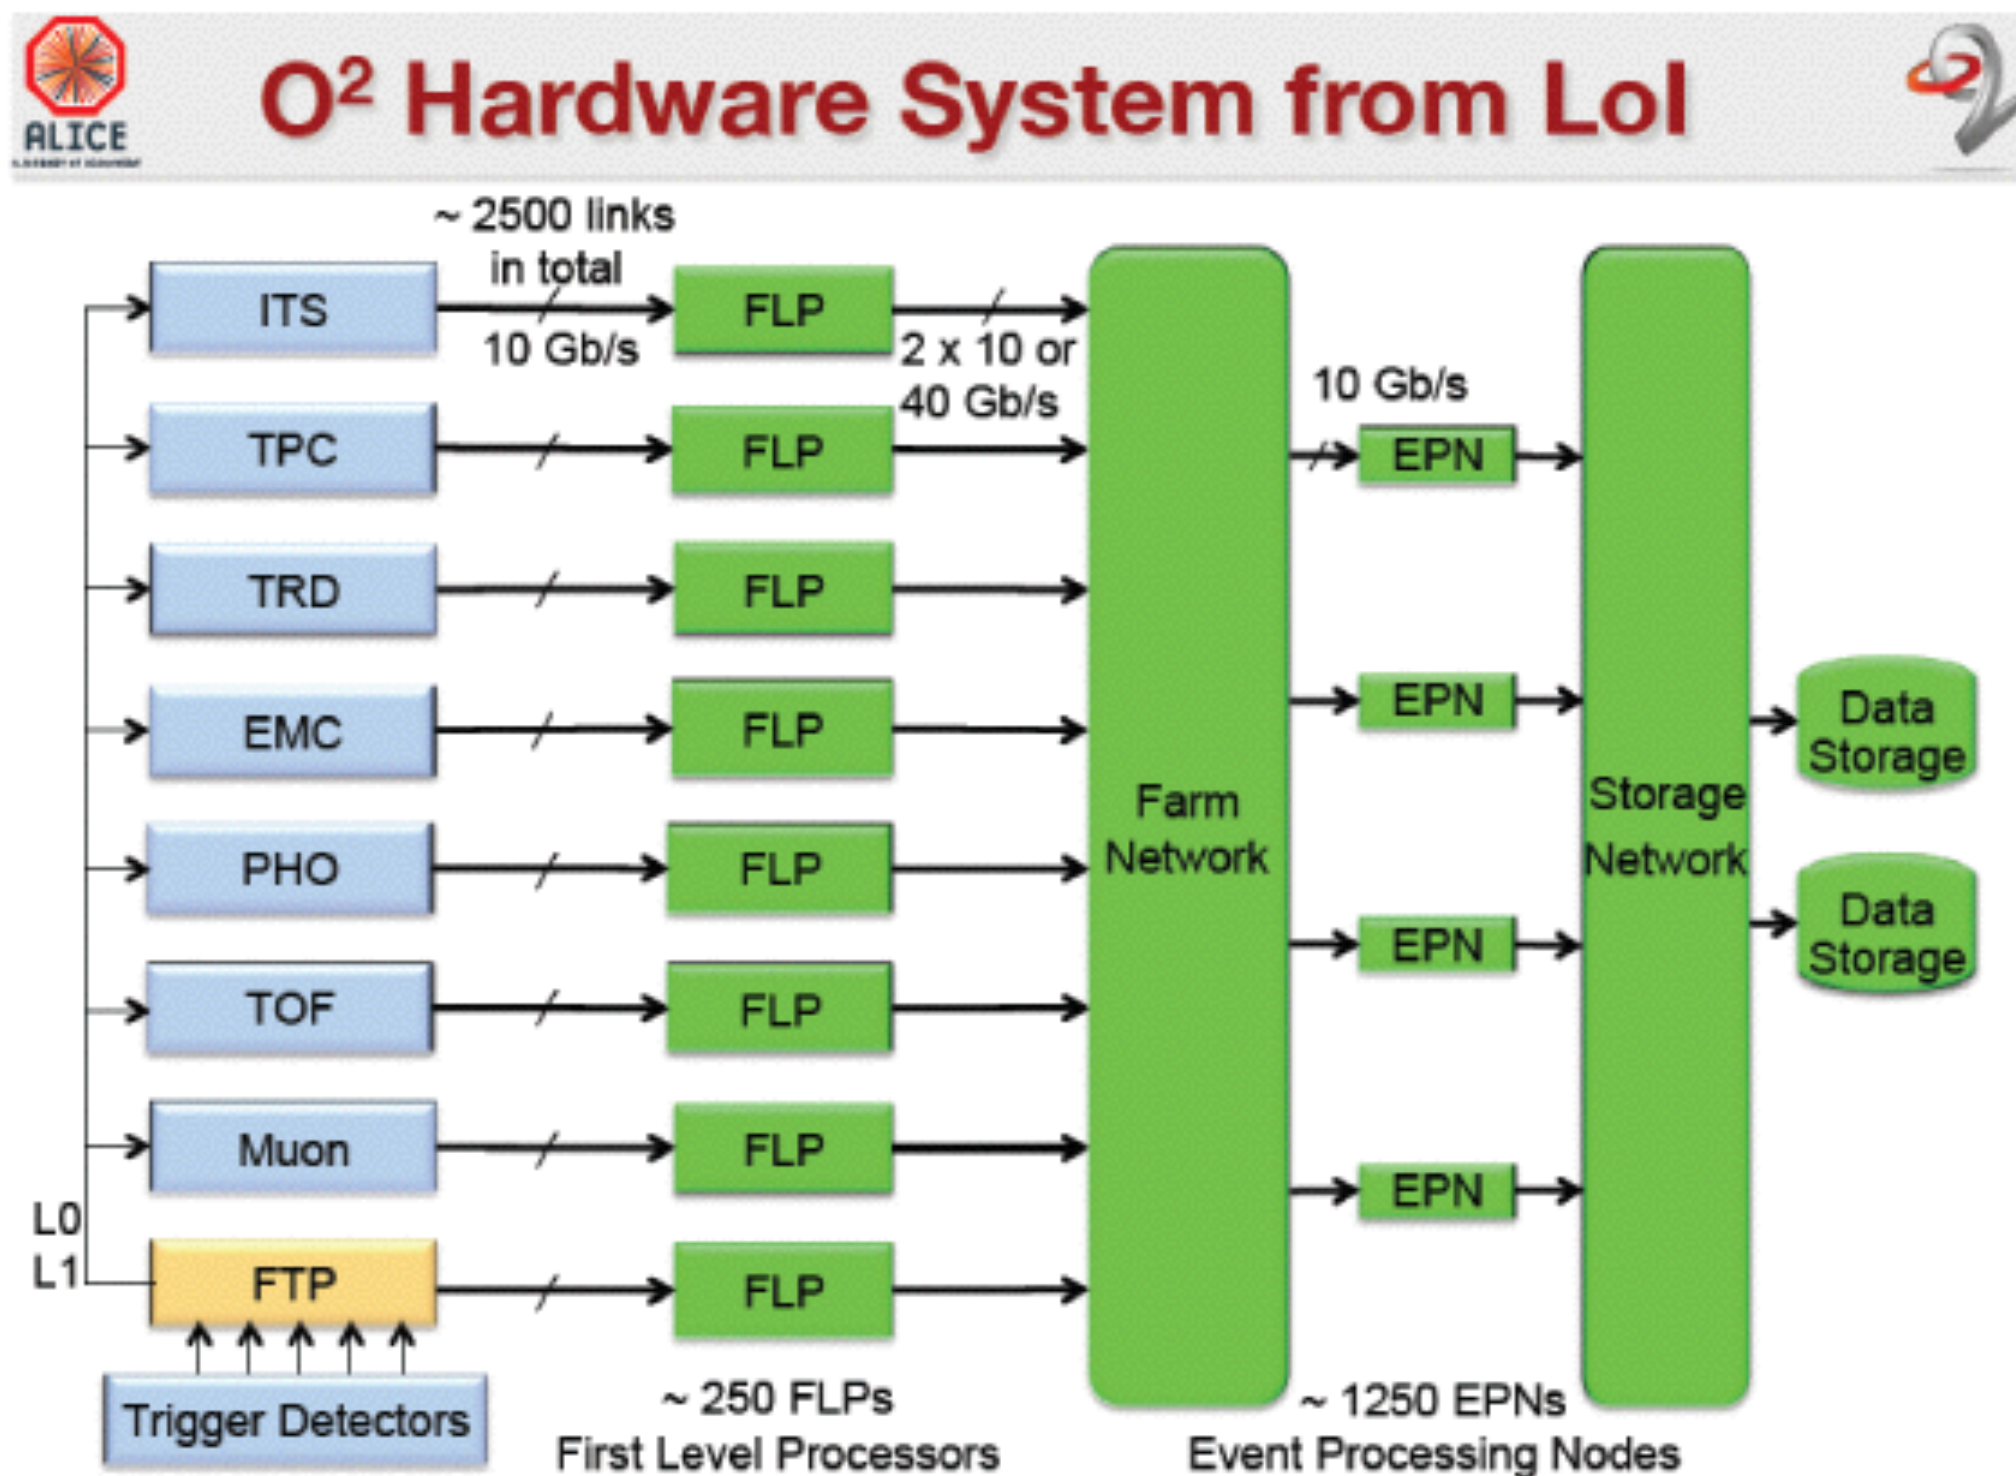 ALICE
O² Hardware System from LoI
~ 2500 links
in total
ITS
10 Gb/s
FLP
2 x 10 or
40 Gb/s
TPC
FLP
10 Gb/s
EPN
TRD
FLP
EMC
FLP
EPN
Farm
Network
Storage
Network
Data
Storage
PHO
FLP
EPN
Data
Storage
TOF
FLP
Muon
FLP
EPN
L0
L1
FTP
FLP
Trigger Detectors
~ 250 FLPs
First Level Processors
~ 1250 EPNs
Event Processing Nodes